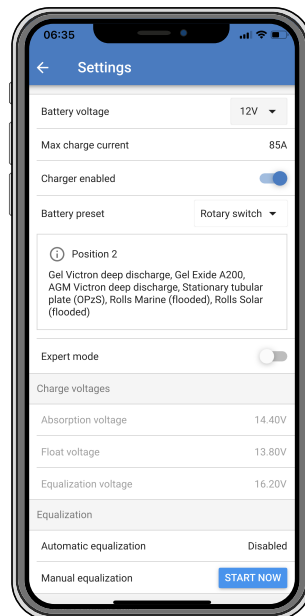 06:35
Settings
Battery voltage 12V
Max charge current 85A
Charger enabled
Battery preset Rotary switch
Position 2
Gel Victron deep discharge, Gel Exide A200,
AGM Victron deep discharge, Stationary tubular
plate (OPzS), Rolls Marine (flooded), Rolls Solar
(flooded)
Expert mode
Charge voltages
Absorption voltage 14.40V
Float voltage 13.80V
Equalization voltage 16.20V
Equalization
Automatic equalization Disabled
Manual equalization START NOW